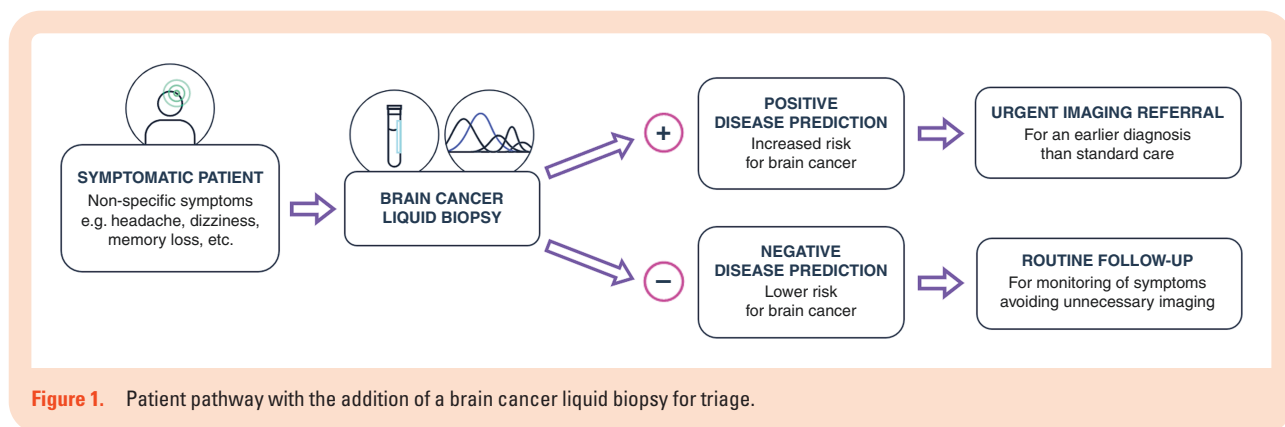 SYMPTOMATIC PATIENT
Non-specific symptoms
e.g. headache, dizziness,
memory loss, etc.
BRAIN CANCER
LIQUID BIOPSY
+
POSITIVE
DISEASE PREDICTION
Increased risk
for brain cancer
URGENT IMAGING REFERRAL
For an earlier diagnosis
than standard care
−
NEGATIVE
DISEASE PREDICTION
Lower risk
for brain cancer
ROUTINE FOLLOW-UP
For monitoring of symptoms
avoiding unnecessary imaging
Figure 1. Patient pathway with the addition of a brain cancer liquid biopsy for triage.